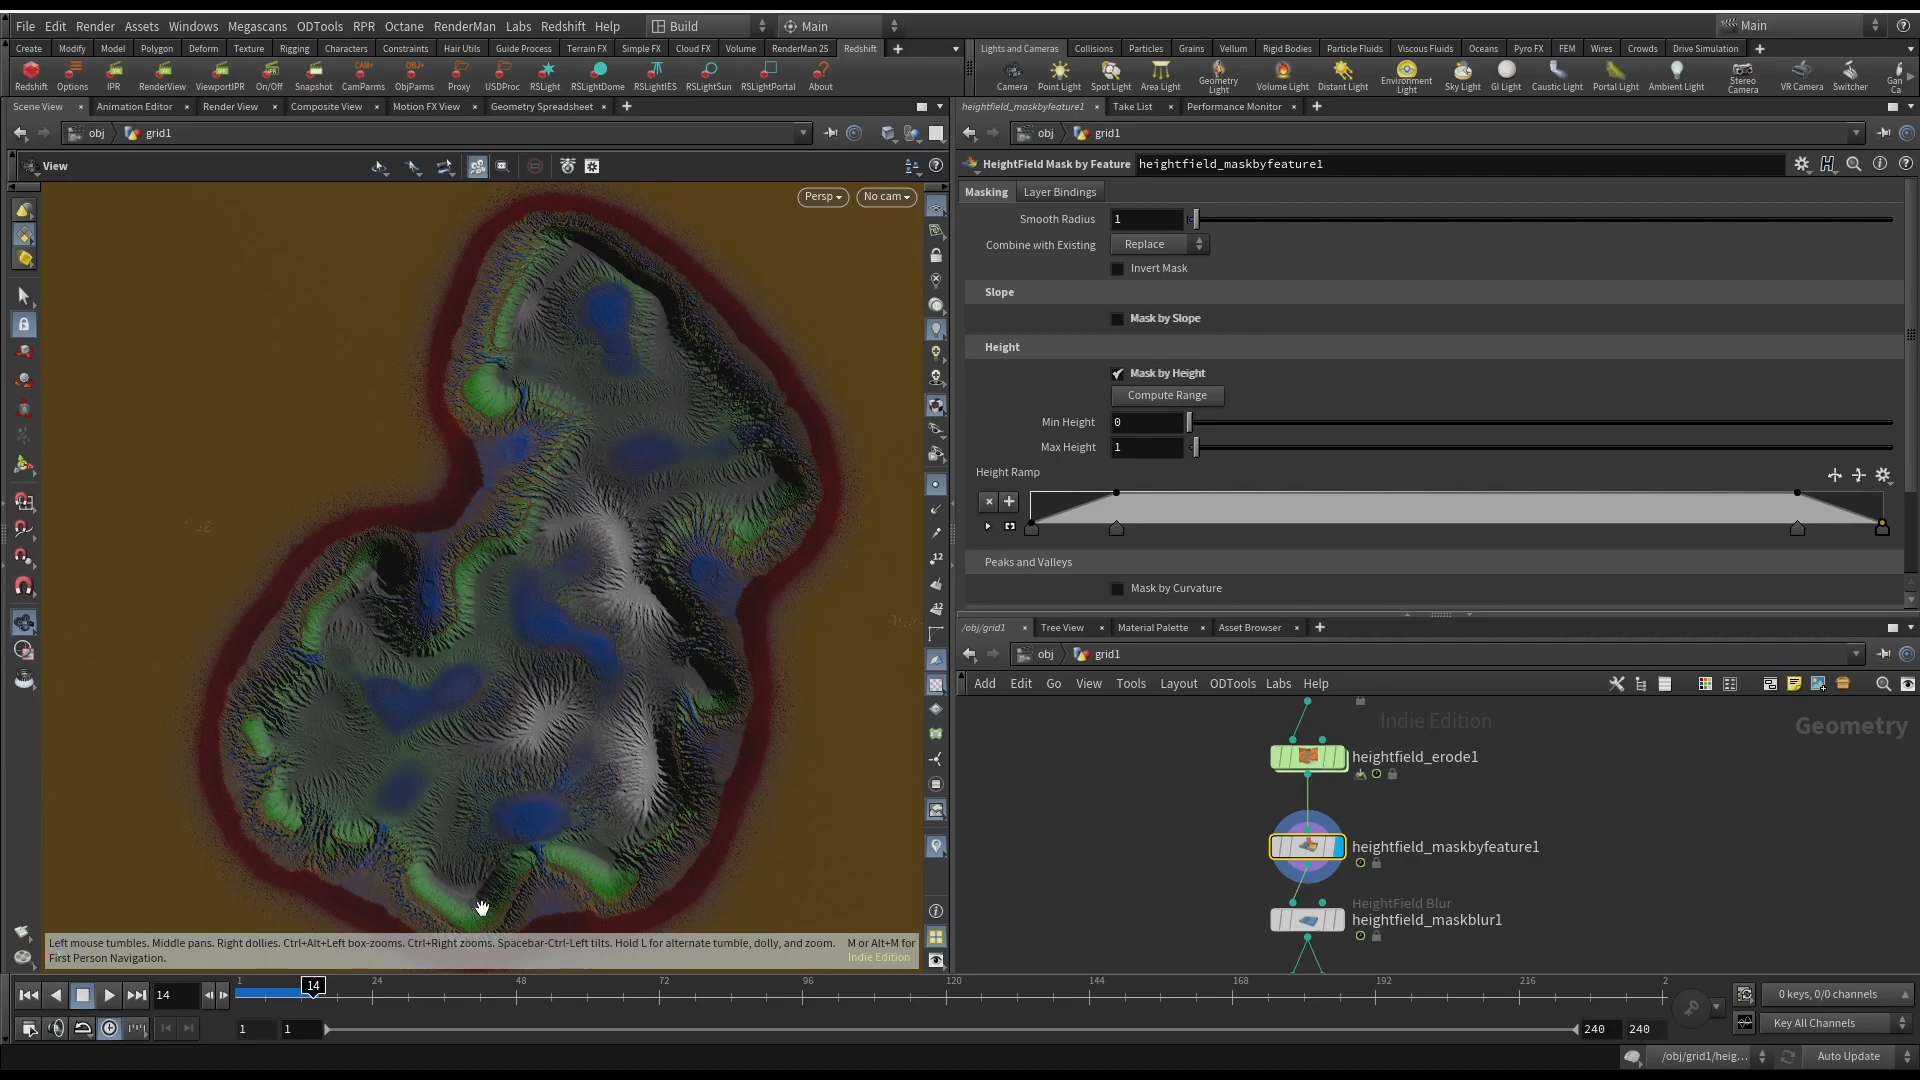 File Edit Render Assets Windows Megascans ODTools RPR Octane RenderMan Labs Redshift Help Build Main Main
Create Modify Model Polygon Deform Texture Rigging Characters Constraints Hair Utils Guide Process Terrain FX Simple FX Cloud FX Volume RenderMan 25 Redshift
Lights and Cameras Collisions Particles Grains Vellum Rigid Bodies Particle Fluids Viscous Fluids Oceans Pyro FX FEM Wires Crowds Drive Simulation
Redshift Options IPR RenderView ViewportIPR On/Off Snapshot CamParms ObjParms Proxy USDProc RSLight RSLightDome RSLightIES RSLightSun RSLightPortal About
Camera Point Light Spot Light Area Light Geometry Light Volume Light Distant Light Environment Light Sky Light GI Light Caustic Light Portal Light Ambient Light Stereo Camera VR Camera Switcher Gan Ca
Scene View Animation Editor Render View Composite View Motion FX View Geometry Spreadsheet
heightfield_maskbyfeature1 Take List Performance Monitor
obj grid1
obj grid1
View
HeightField Mask by Feature heightfield_maskbyfeature1
Persp No cam
Masking Layer Bindings
Smooth Radius 1
Combine with Existing Replace
Invert Mask
Slope
Mask by Slope
Height
Mask by Height
Compute Range
Min Height 0
Max Height 1
Height Ramp
Peaks and Valleys
Mask by Curvature
/obj/grid1 Tree View Material Palette Asset Browser
obj grid1
Add Edit Go View Tools Layout ODTools Labs Help
Indie Edition Geometry
heightfield_erode1
heightfield_maskbyfeature1
HeightField Blur
heightfield_maskblur1
12
12
Left mouse tumbles. Middle pans. Right dollies. Ctrl+Alt+Left box-zooms. Ctrl+Right zooms. Spacebar-Ctrl-Left tilts. Hold L for alternate tumble, dolly, and zoom. M or Alt+M for
First Person Navigation. Indie Edition
14 1 14 24 48 72 96 120 144 168 192 216 2
0 keys, 0/0 channels
1 1 240 240
Key All Channels
/obj/grid1/heig... Auto Update